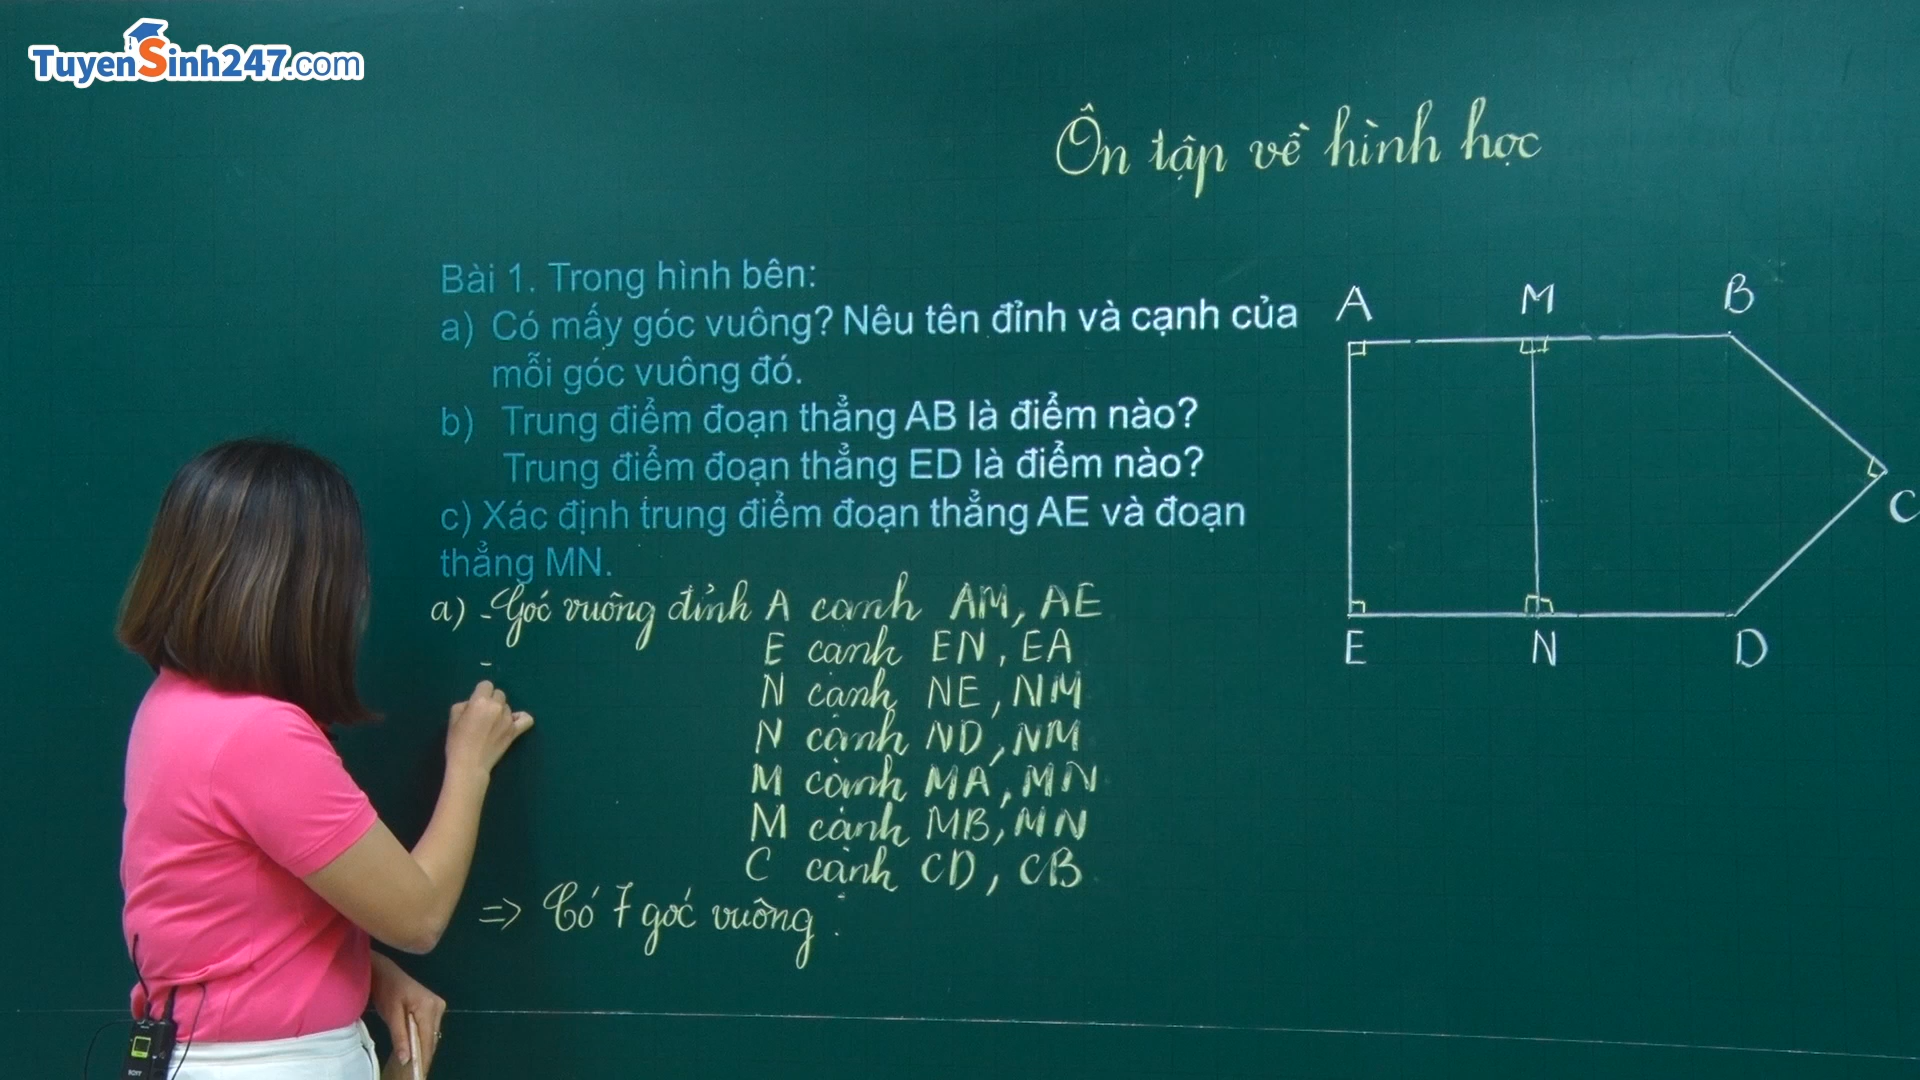 TuyenSinh247.com
Ôn tập về hình học
Bài 1. Trong hình bên:
a) Có mấy góc vuông? Nêu tên đỉnh và cạnh của
mỗi góc vuông đó.
b) Trung điểm đoạn thẳng AB là điểm nào?
Trung điểm đoạn thẳng ED là điểm nào?
c) Xác định trung điểm đoạn thẳng AE và đoạn
thẳng MN.
a) - Góc vuông đỉnh A cạnh AM, AE
-
E cạnh EN, EA
N cạnh NE, NM
N cạnh ND, NM
M cạnh MA, MN
M cạnh MB, MN
C cạnh CD, CB
=> Có 7 góc vuông.
A M B
C
E N D